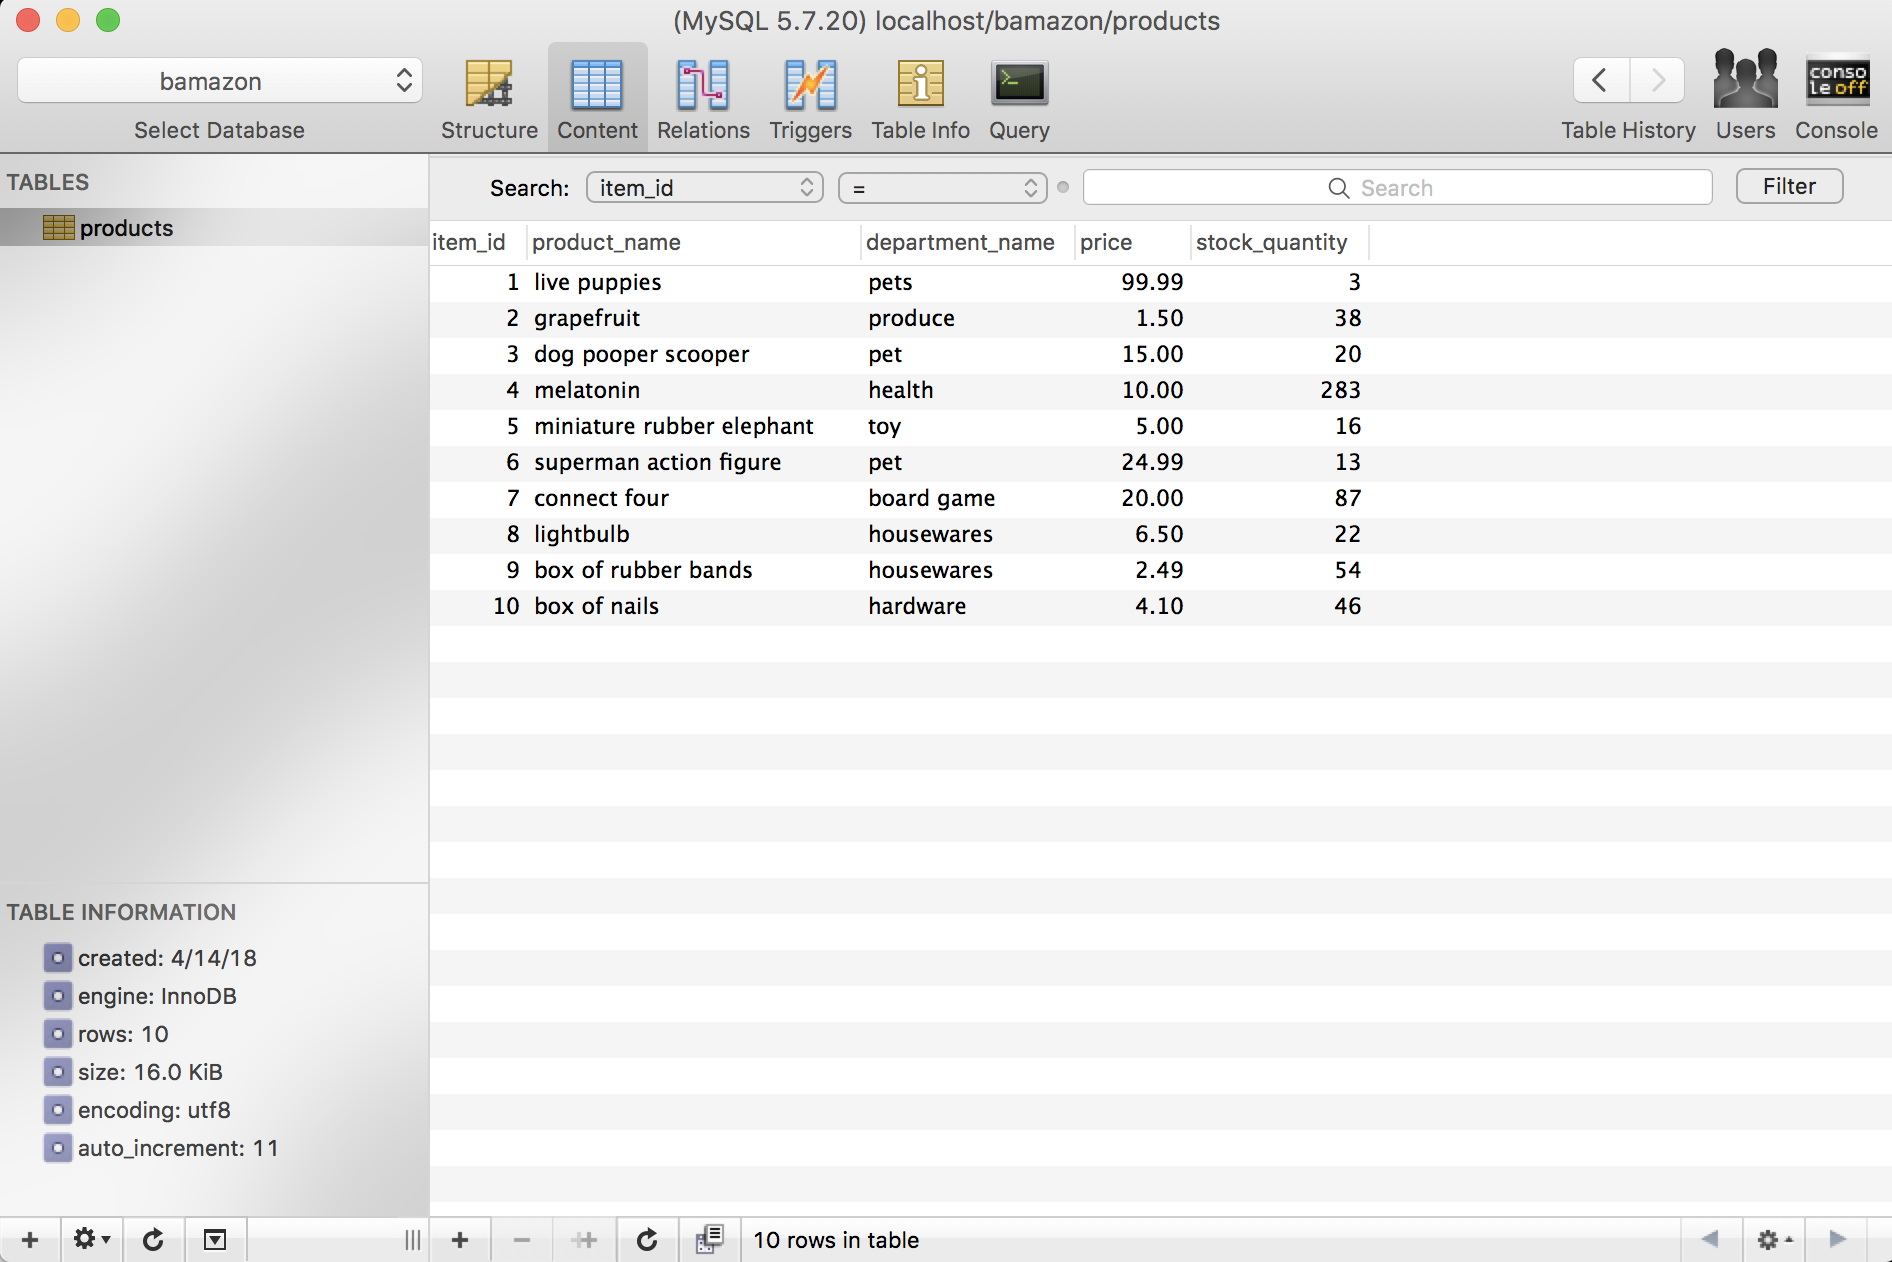 (MySQL 5.7.20) localhost/bamazon/products
bamazon
Select Database
Structure Content Relations Triggers Table Info Query
Table History Users Console
conso
le off
TABLES
products
Search: item_id = Search Filter
item_id product_name department_name price stock_quantity
1 live puppies pets 99.99 3
2 grapefruit produce 1.50 38
3 dog pooper scooper pet 15.00 20
4 melatonin health 10.00 283
5 miniature rubber elephant toy 5.00 16
6 superman action figure pet 24.99 13
7 connect four board game 20.00 87
8 lightbulb housewares 6.50 22
9 box of rubber bands housewares 2.49 54
10 box of nails hardware 4.10 46
TABLE INFORMATION
created: 4/14/18
engine: InnoDB
rows: 10
size: 16.0 KiB
encoding: utf8
auto_increment: 11
10 rows in table